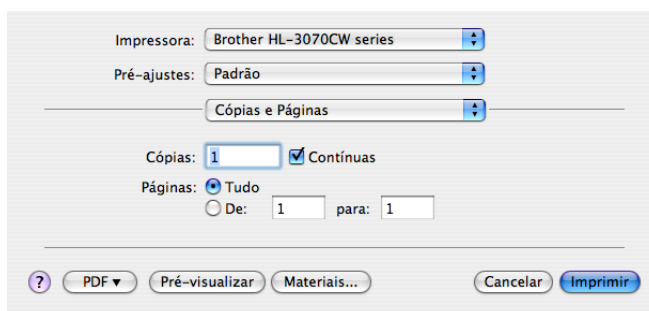 Impressora: Brother HL-3070CW series
Pré-ajustes: Padrão
Cópias e Páginas
Cópias: 1 Contínuas
Páginas: Tudo
De: 1 para: 1
? PDF▼ Pré-visualizar Materiais... Cancelar Imprimir